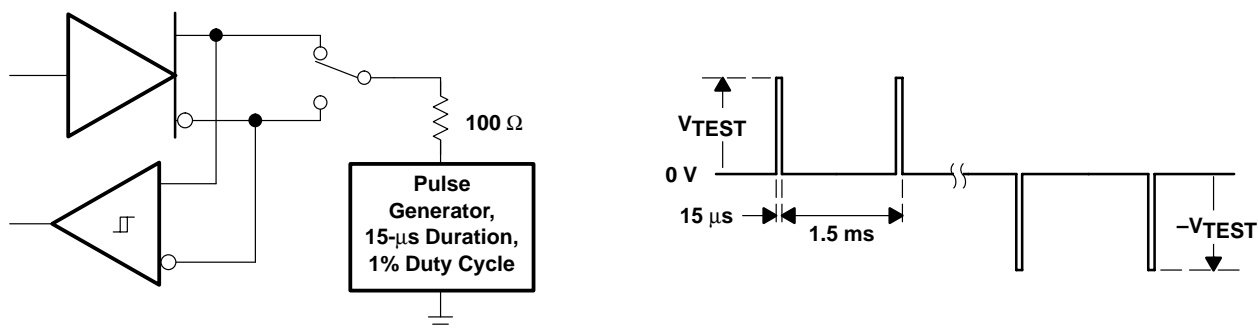 100 Ω
Pulse
Generator,
15-μs Duration,
1% Duty Cycle
VTEST
0 V
15 μs
1.5 ms
–VTEST